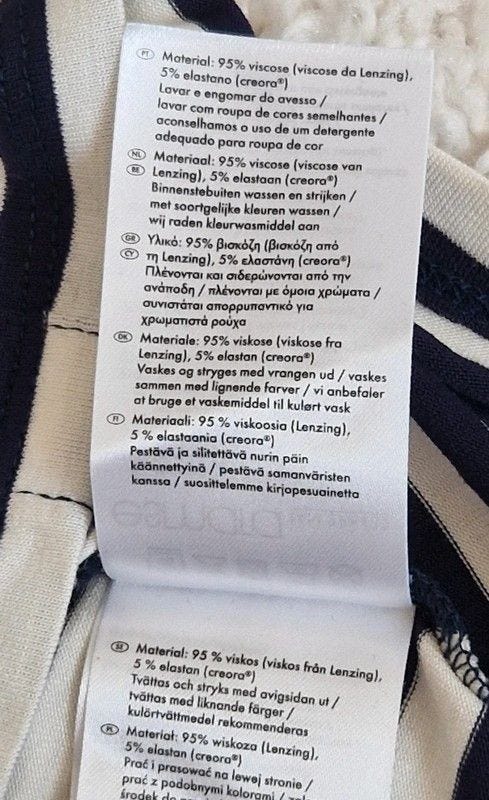 PT Material: 95% viscose (viscose da Lenzing),
5% elastano (creora®)
Lavar e engomar do avesso /
lavar com roupa de cores semelhantes /
aconselhamos o uso de um detergente
adequado para roupa de cor
NL Materiaal: 95% viscose (viscose van
BE Lenzing), 5% elastaan (creora®)
Binnenstebuiten wassen en strijken /
met soortgelijke kleuren wassen /
wij raden kleurwasmiddel aan
GR Υλικό: 95% βισκόζη (βισκόζη από
CY τη Lenzing), 5% ελαστάνη (creora®)
Πλένονται και σιδερώνονται από την
ανάποδη / πλένονται με όμοια χρώματα /
συνιστάται απορρυπαντικό για
χρωματιστά ρούχα
DK Materiale: 95% viskose (viskose fra
Lenzing), 5% elastan (creora®)
Vaskes og stryges med vrangen ud / vaskes
sammen med lignende farver / vi anbefaler
at bruge et vaskemiddel til kulørt vask
FI Materiaali: 95 % viskoosia (Lenzing),
5 % elastaania (creora®)
Pestävä ja silitettävä nurin päin
käännettyinä / pestävä samanväristen
kanssa / suosittelemme kirjopesuainetta
esmara
SE Material: 95 % viskos (viskos från Lenzing),
5 % elastan (creora®)
Tvättas och stryks med avigsidan ut /
tvättas med liknande färger /
kulörtvättmedel rekommenderas
PL Materiał: 95% wiskoza (Lenzing),
5% elastan (creora®)
Prać i prasować na lewej stronie /
prać z podobnymi kolorami /
środek do